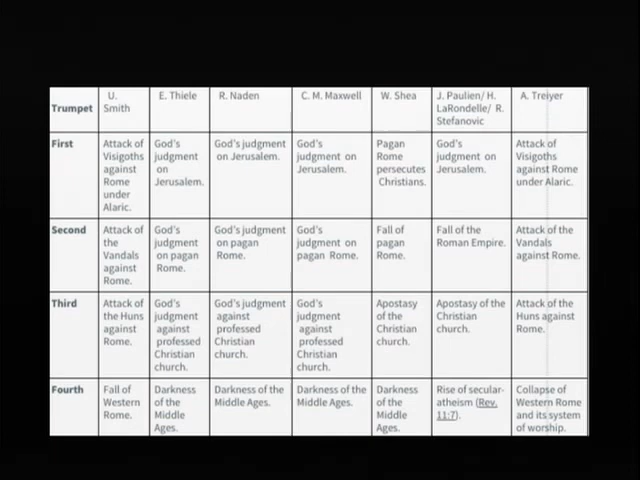 Trumpet
U.
Smith
E. Thiele
R. Naden
C. M. Maxwell
W. Shea
J. Paulien/ H.
LaRondelle/ R.
Stefanovic
A. Treiyer
First
Attack of
Visigoths
against
Rome
under
Alaric.
God's
judgment
on
Jerusalem.
God's judgment
on Jerusalem.
God's
judgment on
Jerusalem.
Pagan
Rome
persecutes
Christians.
God's
judgment on
Jerusalem.
Attack of
Visigoths
against Rome
under Alaric.
Second
Attack of
the
Vandals
against
Rome.
God's
judgment
on pagan
Rome.
God's judgment
on pagan
Rome.
God's
judgment on
pagan Rome.
Fall of
pagan
Rome.
Fall of the
Roman Empire.
Attack of the
Vandals
against Rome.
Third
Attack of
the Huns
against
Rome.
God's
judgment
against
professed
Christian
church.
God's judgment
against
professed
Christian
church.
God's
judgment
against
professed
Christian
church.
Apostasy
of the
Christian
church.
Apostasy of the
Christian
church.
Attack of the
Huns against
Rome.
Fourth
Fall of
Western
Rome.
Darkness
of the
Middle
Ages.
Darkness of the
Middle Ages.
Darkness of the
Middle Ages.
Darkness
of the
Middle
Ages.
Rise of secular-
atheism (Rev.
11:7).
Collapse of
Western Rome
and its system
of worship.